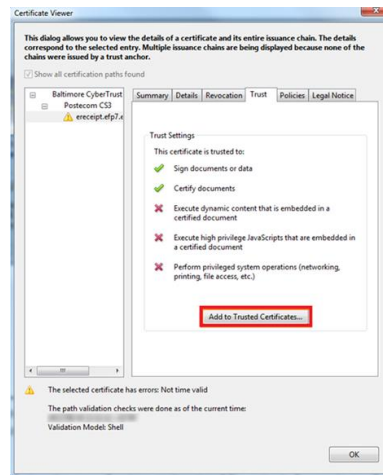 Certificate Viewer
This dialog allows you to view the details of a certificate and its entire issuance chain. The details
correspond to the selected entry. Multiple issuance chains are being displayed because none of the
chains were issued by a trust anchor.
Show all certification paths found
Baltimore CyberTrust
Postecom CS3
ereceipt.efp7.e
Summary Details Revocation Trust Policies Legal Notice
Trust Settings
This certificate is trusted to:
Sign documents or data
Certify documents
Execute dynamic content that is embedded in a
certified document
Execute high privilege JavaScripts that are embedded in
a certified document
Perform privileged system operations (networking,
printing, file access, etc.)
Add to Trusted Certificates...
The selected certificate has errors: Not time valid
The path validation checks were done as of the current time:
Validation Model: Shell
OK